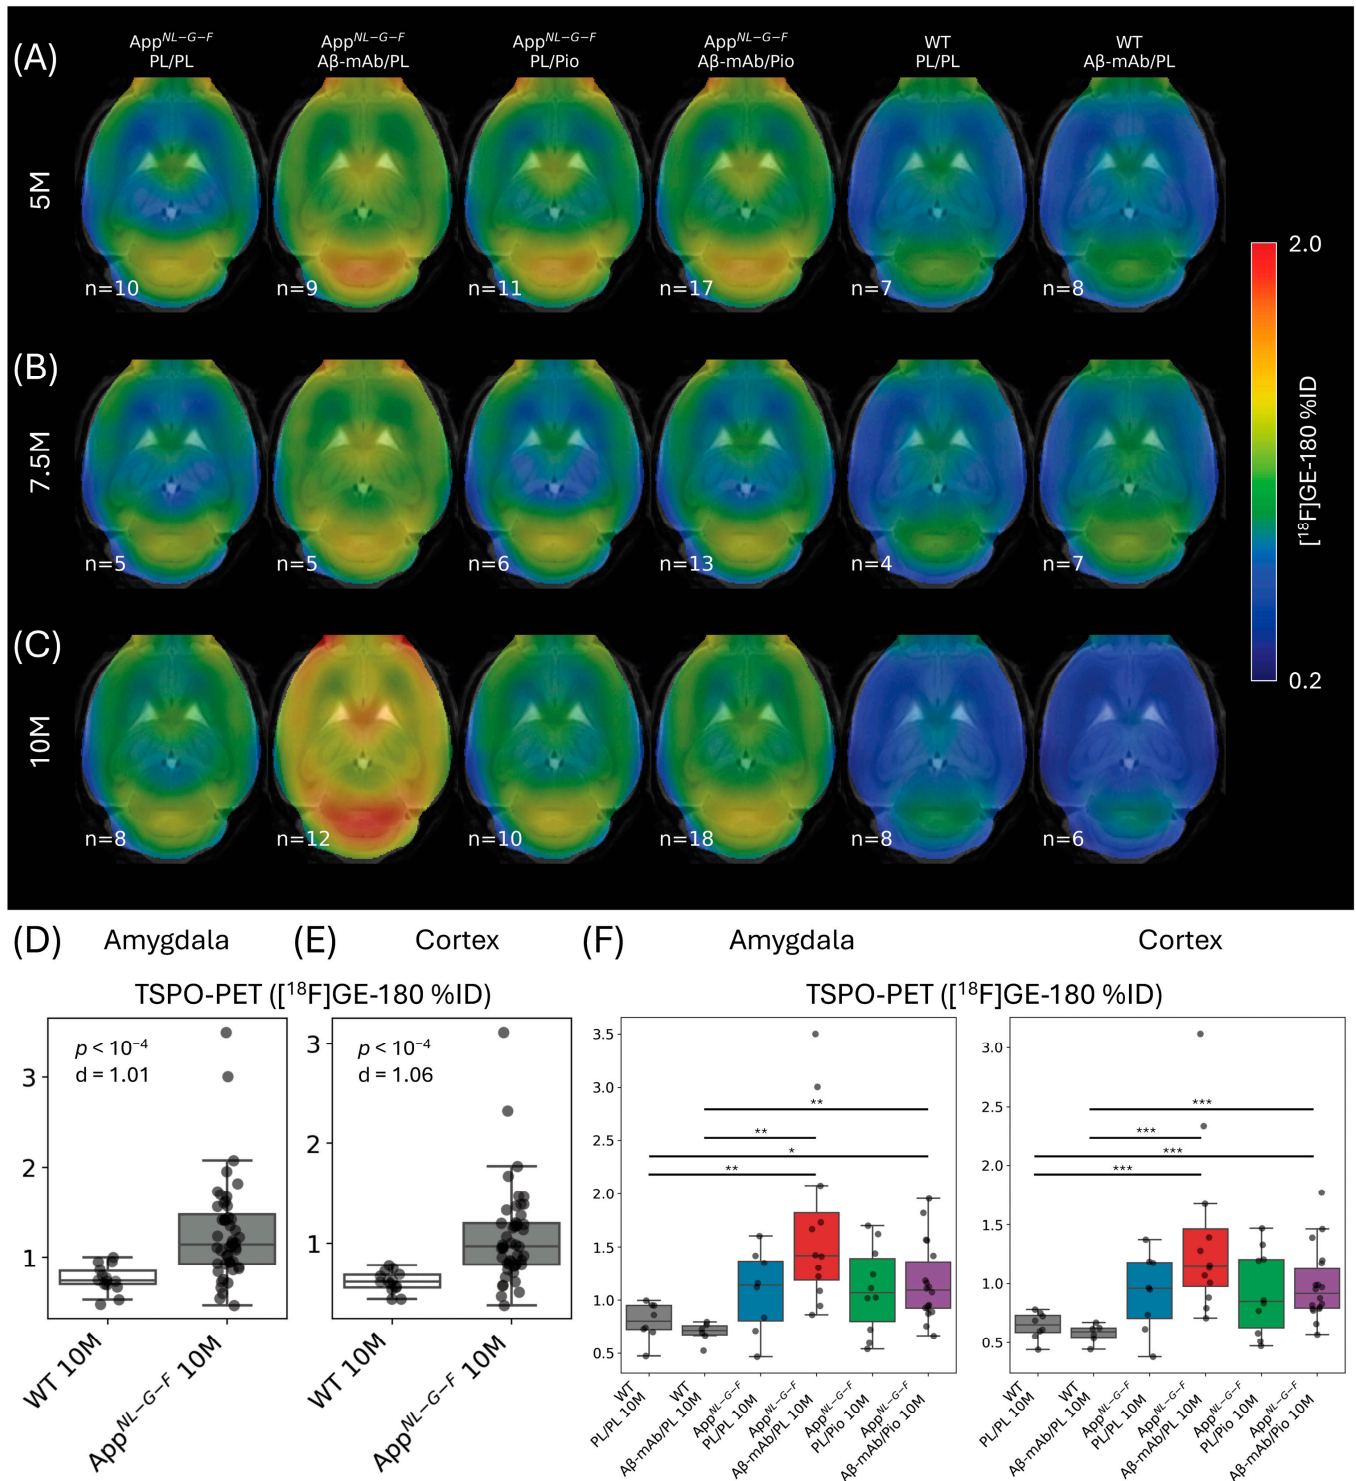 (A)
App^NL−G−F
PL/PL
App^NL−G−F
Aβ-mAb/PL
App^NL−G−F
PL/Pio
App^NL−G−F
Aβ-mAb/Pio
WT
PL/PL
WT
Aβ-mAb/PL
5M
n=10
n=9
n=11
n=17
n=7
n=8
(B)
7.5M
n=5
n=5
n=6
n=13
n=4
n=7
(C)
10M
n=8
n=12
n=10
n=18
n=8
n=6
2.0
[¹⁸F]GE-180 %ID
0.2
(D) Amygdala
(E) Cortex
TSPO-PET ([¹⁸F]GE-180 %ID)
p < 10⁻⁴
d = 1.01
3
2
1
WT 10M
App^NL−G−F 10M
p < 10⁻⁴
d = 1.06
3
2
1
WT 10M
App^NL−G−F 10M
(F) Amygdala
Cortex
TSPO-PET ([¹⁸F]GE-180 %ID)
3.5
3.0
2.5
2.0
1.5
1.0
0.5
**
**
*
**
WT
PL/PL 10M
WT
Aβ-mAb/PL 10M
App^NL−G−F
PL/PL 10M
App^NL−G−F
Aβ-mAb/PL 10M
App^NL−G−F
PL/Pio 10M
App^NL−G−F
Aβ-mAb/Pio 10M
3.0
2.5
2.0
1.5
1.0
0.5
***
***
***
***
WT
PL/PL 10M
WT
Aβ-mAb/PL 10M
App^NL−G−F
PL/PL 10M
App^NL−G−F
Aβ-mAb/PL 10M
App^NL−G−F
PL/Pio 10M
App^NL−G−F
Aβ-mAb/Pio 10M